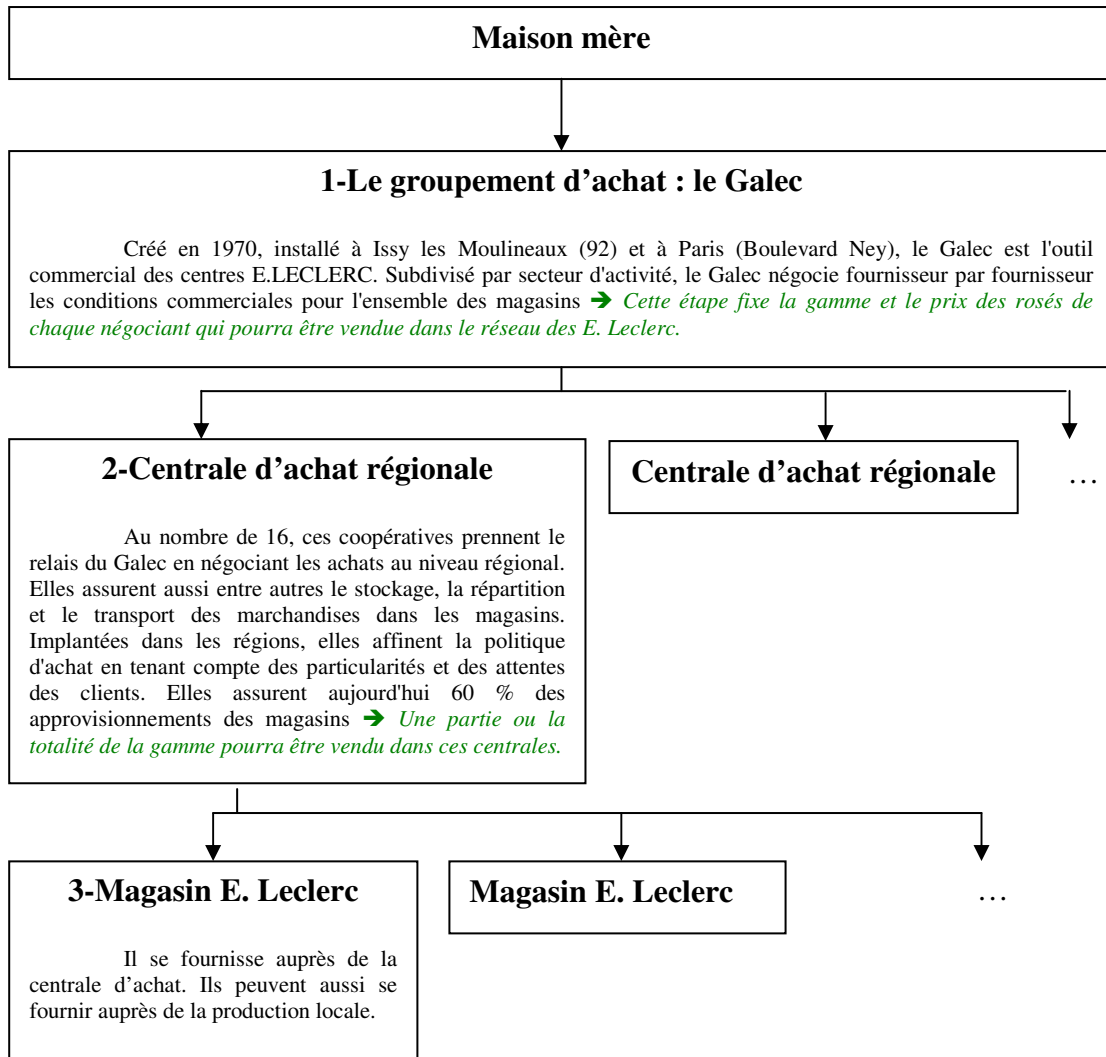 Maison mère
1-Le groupement d’achat : le Galec
Créé en 1970, installé à Issy les Moulineaux (92) et à Paris (Boulevard Ney), le Galec est l'outil
commercial des centres E.LECLERC. Subdivisé par secteur d'activité, le Galec négocie fournisseur par fournisseur
les conditions commerciales pour l'ensemble des magasins ➔ Cette étape fixe la gamme et le prix des rosés de
chaque négociant qui pourra être vendue dans le réseau des E. Leclerc.
2-Centrale d’achat régionale
Au nombre de 16, ces coopératives prennent le
relais du Galec en négociant les achats au niveau régional.
Elles assurent aussi entre autres le stockage, la répartition
et le transport des marchandises dans les magasins.
Implantées dans les régions, elles affinent la politique
d'achat en tenant compte des particularités et des attentes
des clients. Elles assurent aujourd'hui 60 % des
approvisionnements des magasins ➔ Une partie ou la
totalité de la gamme pourra être vendu dans ces centrales.
Centrale d’achat régionale
…
3-Magasin E. Leclerc
Il se fournisse auprès de la
centrale d’achat. Ils peuvent aussi se
fournir auprès de la production locale.
Magasin E. Leclerc
…